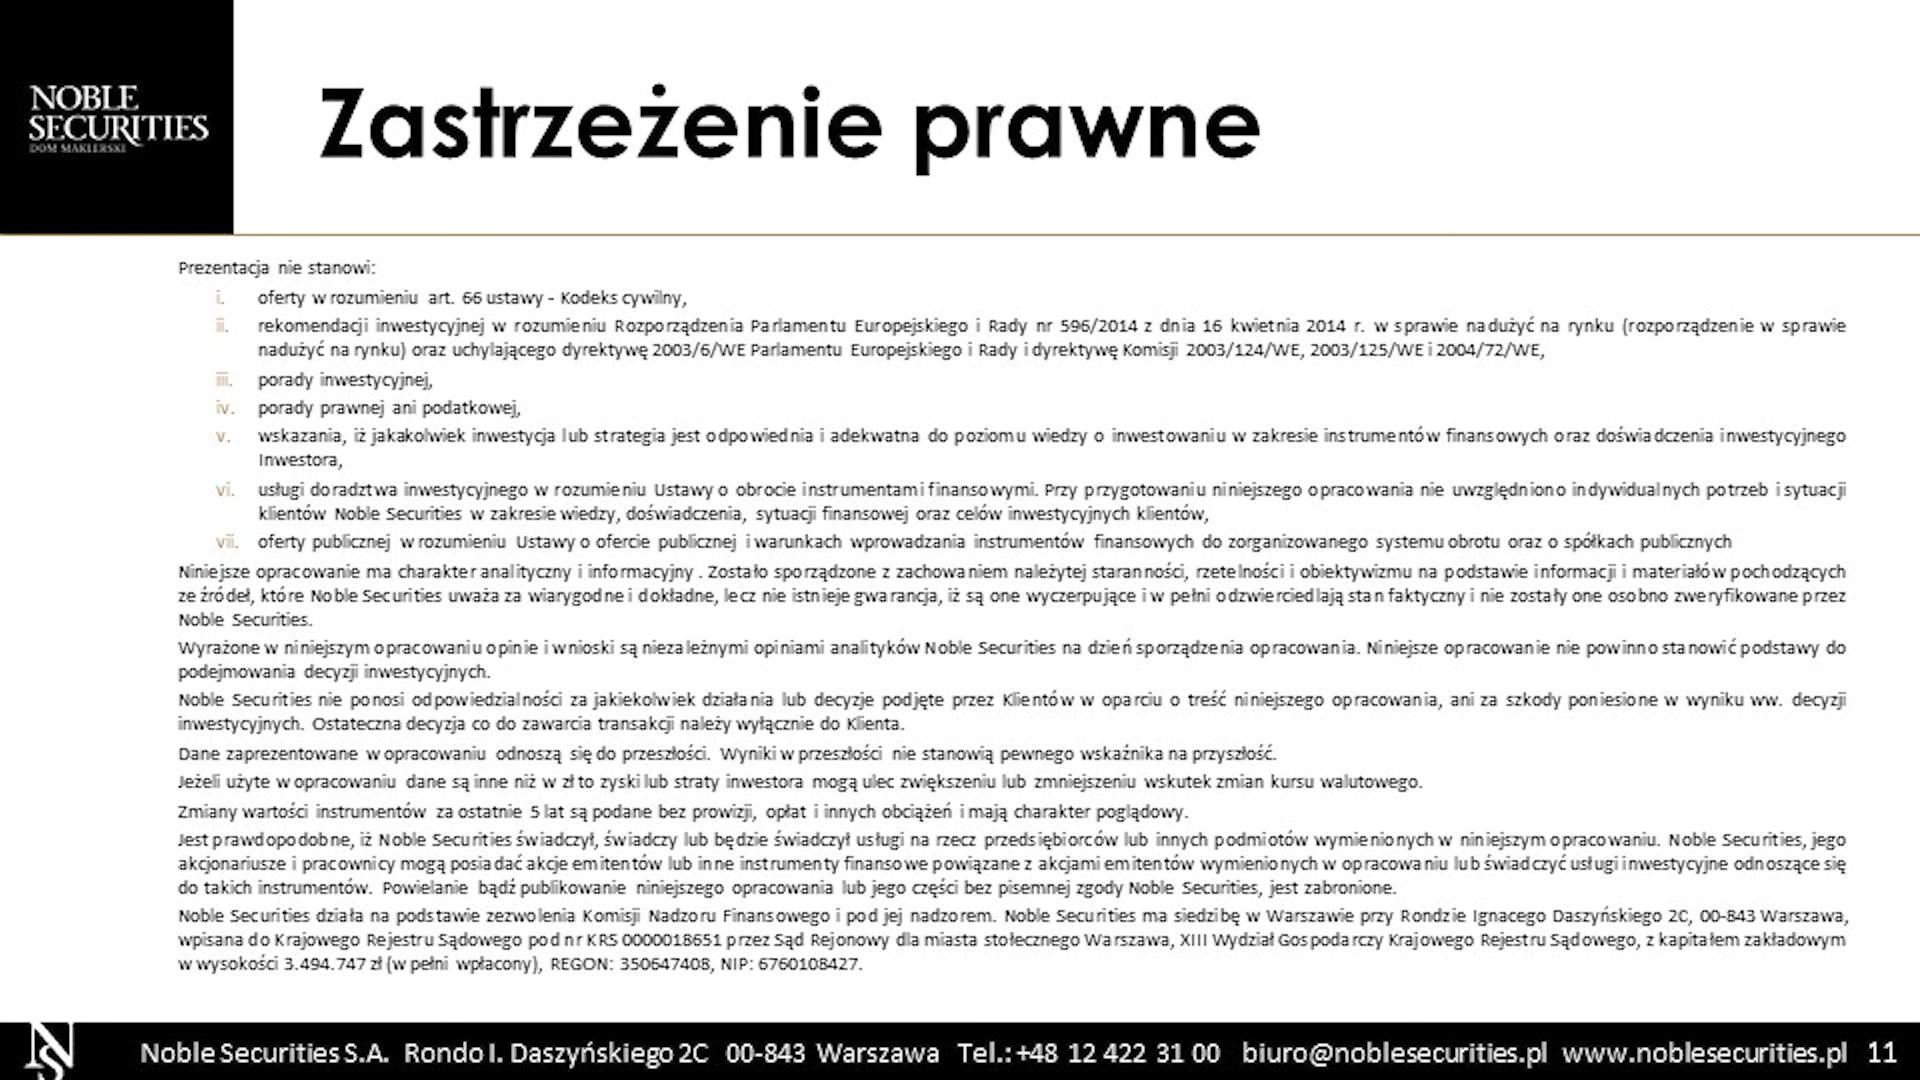 NOBLE
SECURITIES
DOM MAKLERSKI
Zastrzeżenie prawne
Prezentacja nie stanowi:
i. oferty w rozumieniu art. 66 ustawy - Kodeks cywilny,
ii. rekomendacji inwestycyjnej w rozumieniu Rozporządzenia Parlamentu Europejskiego i Rady nr 596/2014 z dnia 16 kwietnia 2014 r. w sprawie nadużyć na rynku (rozporządzenie w sprawie
nadużyć na rynku) oraz uchylającego dyrektywę 2003/6/WE Parlamentu Europejskiego i Rady i dyrektywę Komisji 2003/124/WE, 2003/125/WE i 2004/72/WE,
iii. porady inwestycyjnej,
iv. porady prawnej ani podatkowej,
v. wskazania, iż jakakolwiek inwestycja lub strategia jest odpowiednia i adekwatna do poziomu wiedzy o inwestowaniu w zakresie instrumentów finansowych oraz doświadczenia inwestycyjnego
Inwestora,
vi. usługi doradztwa inwestycyjnego w rozumieniu Ustawy o obrocie instrumentami finansowymi. Przy przygotowaniu niniejszego opracowania nie uwzględniono indywidualnych potrzeb i sytuacji
klientów Noble Securities w zakresie wiedzy, doświadczenia, sytuacji finansowej oraz celów inwestycyjnych klientów,
vii. oferty publicznej w rozumieniu Ustawy o ofercie publicznej i warunkach wprowadzania instrumentów finansowych do zorganizowanego systemu obrotu oraz o spółkach publicznych
Niniejsze opracowanie ma charakter analityczny i informacyjny . Zostało sporządzone z zachowaniem należytej staranności, rzetelności i obiektywizmu na podstawie informacji i materiałów pochodzących
ze źródeł, które Noble Securities uważa za wiarygodne i dokładne, lecz nie istnieje gwarancja, iż są one wyczerpujące i w pełni odzwierciedlają stan faktyczny i nie zostały one osobno zweryfikowane przez
Noble Securities.
Wyrażone w niniejszym opracowaniu opinie i wnioski są niezależnymi opiniami analityków Noble Securities na dzień sporządzenia opracowania. Niniejsze opracowanie nie powinno stanowić podstawy do
podejmowania decyzji inwestycyjnych.
Noble Securities nie ponosi odpowiedzialności za jakiekolwiek działania lub decyzje podjęte przez Klientów w oparciu o treść niniejszego opracowania, ani za szkody poniesione w wyniku ww. decyzji
inwestycyjnych. Ostateczna decyzja co do zawarcia transakcji należy wyłącznie do Klienta.
Dane zaprezentowane w opracowaniu odnoszą się do przeszłości. Wyniki w przeszłości nie stanowią pewnego wskaźnika na przyszłość.
Jeżeli użyte w opracowaniu dane są inne niż w zł to zyski lub straty inwestora mogą ulec zwiększeniu lub zmniejszeniu wskutek zmian kursu walutowego.
Zmiany wartości instrumentów za ostatnie 5 lat są podane bez prowizji, opłat i innych obciążeń i mają charakter poglądowy.
Jest prawdopodobne, iż Noble Securities świadczył, świadczy lub będzie świadczył usługi na rzecz przedsiębiorców lub innych podmiotów wymienionych w niniejszym opracowaniu. Noble Securities, jego
akcjonariusze i pracownicy mogą posiadać akcje emitentów lub inne instrumenty finansowe powiązane z akcjami emitentów wymienionych w opracowaniu lub świadczyć usługi inwestycyjne odnoszące się
do takich instrumentów. Powielanie bądź publikowanie niniejszego opracowania lub jego części bez pisemnej zgody Noble Securities, jest zabronione.
Noble Securities działa na podstawie zezwolenia Komisji Nadzoru Finansowego i pod jej nadzorem. Noble Securities ma siedzibę w Warszawie przy Rondzie Ignacego Daszyńskiego 2C, 00-843 Warszawa,
wpisana do Krajowego Rejestru Sądowego pod nr KRS 0000018651 przez Sąd Rejonowy dla miasta stołecznego Warszawa, XIII Wydział Gospodarczy Krajowego Rejestru Sądowego, z kapitałem zakładowym
w wysokości 3.494.747 zł (w pełni wpłacony), REGON: 350647408, NIP: 6760108427.
NS
Noble Securities S.A. Rondo I. Daszyńskiego 2C 00-843 Warszawa Tel.: +48 12 422 31 00 biuro@noblesecurities.pl www.noblesecurities.pl 11